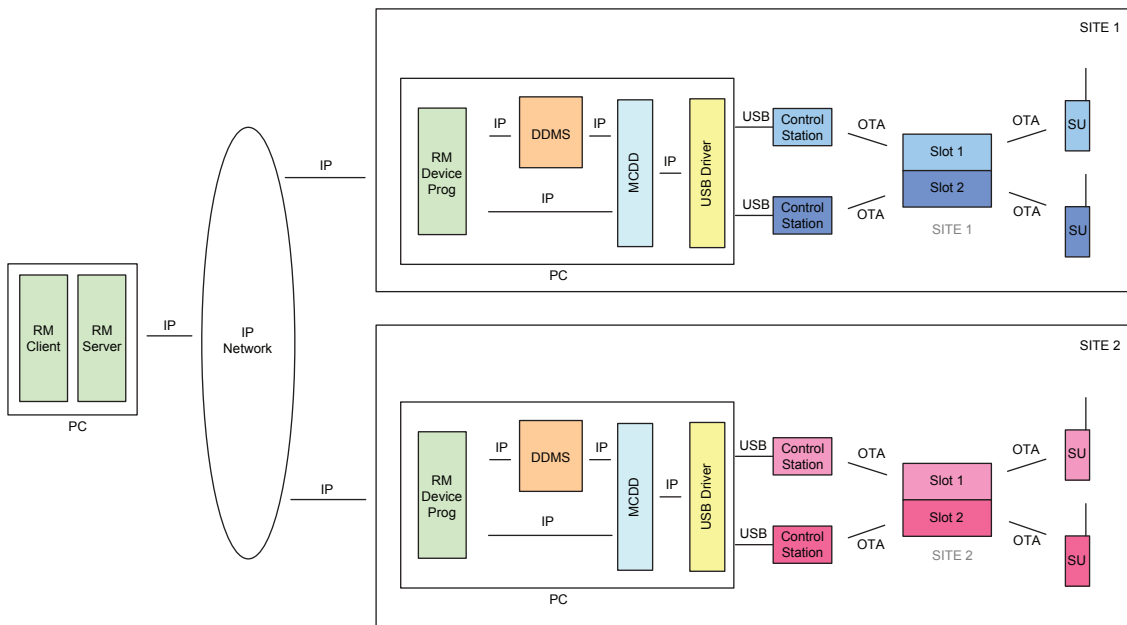 SITE 1
IP
DDMS
IP
USB
Control
Station
OTA
OTA
SU
RM
Device
Prog
MCDD
IP
USB Driver
Slot 1
Slot 2
IP
IP
USB
Control
Station
OTA
OTA
SU
SITE 1
PC
RM
Client
RM
Server
IP
IP
Network
PC
SITE 2
IP
DDMS
IP
USB
Control
Station
OTA
OTA
SU
RM
Device
Prog
MCDD
IP
USB Driver
Slot 1
Slot 2
IP
IP
USB
Control
Station
OTA
OTA
SU
SITE 2
PC